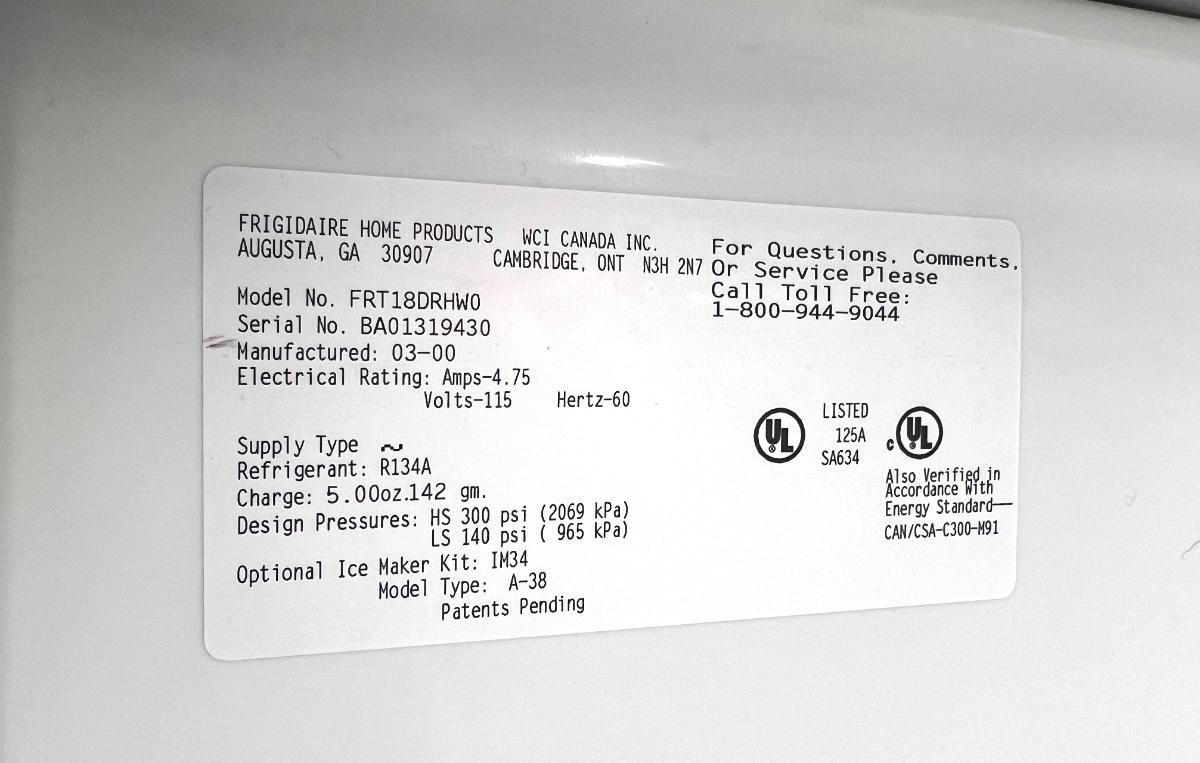 FRIGIDAIRE HOME PRODUCTS WCI CANADA INC.
AUGUSTA, GA 30907 CAMBRIDGE, ONT N3H 2N7
For Questions, Comments,
Or Service Please
Call Toll Free:
1-800-944-9044
Model No. FRT18DRHW0
Serial No. BA01319430
Manufactured: 03-00
Electrical Rating: Amps-4.75
Volts-115 Hertz-60
Supply Type ~
Refrigerant: R134A
Charge: 5.00oz.142 gm.
Design Pressures: HS 300 psi (2069 kPa)
LS 140 psi ( 965 kPa)
Optional Ice Maker Kit: IM34
Model Type: A-38
Patents Pending
UL
LISTED
125A
SA634
c UL
Also Verified in
Accordance With
Energy Standard—
CAN/CSA-C300-M91